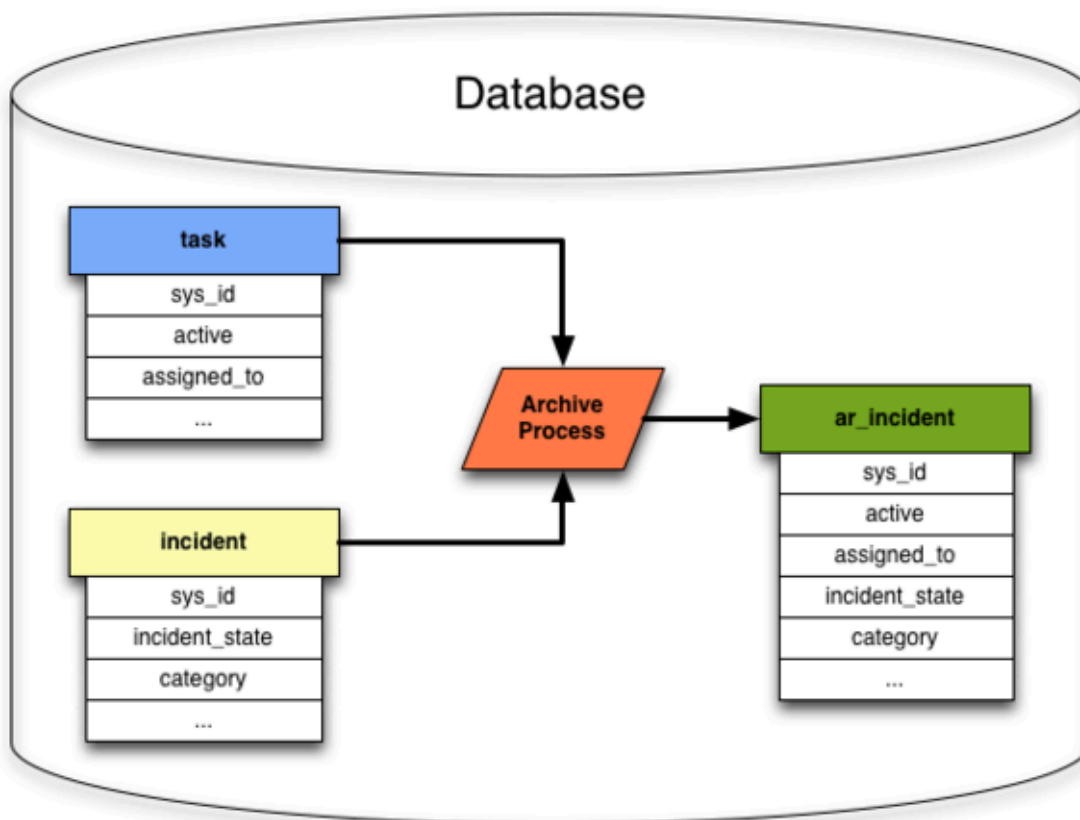 Database
task
sys_id
active
assigned_to
...
incident
sys_id
incident_state
category
...
Archive
Process
ar_incident
sys_id
active
assigned_to
incident_state
category
...